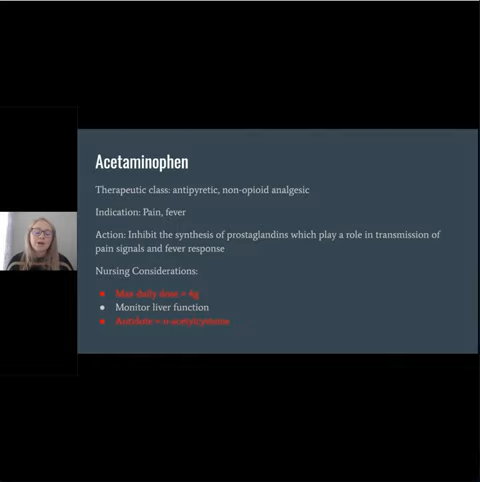 Acetaminophen
Therapeutic class: antipyretic, non-opioid analgesic
Indication: Pain, fever
Action: Inhibit the synthesis of prostaglandins which play a role in transmission of
pain signals and fever response
Nursing Considerations:
Max daily dose = 4g
Monitor liver function
Antidote = n-acetylcysteine